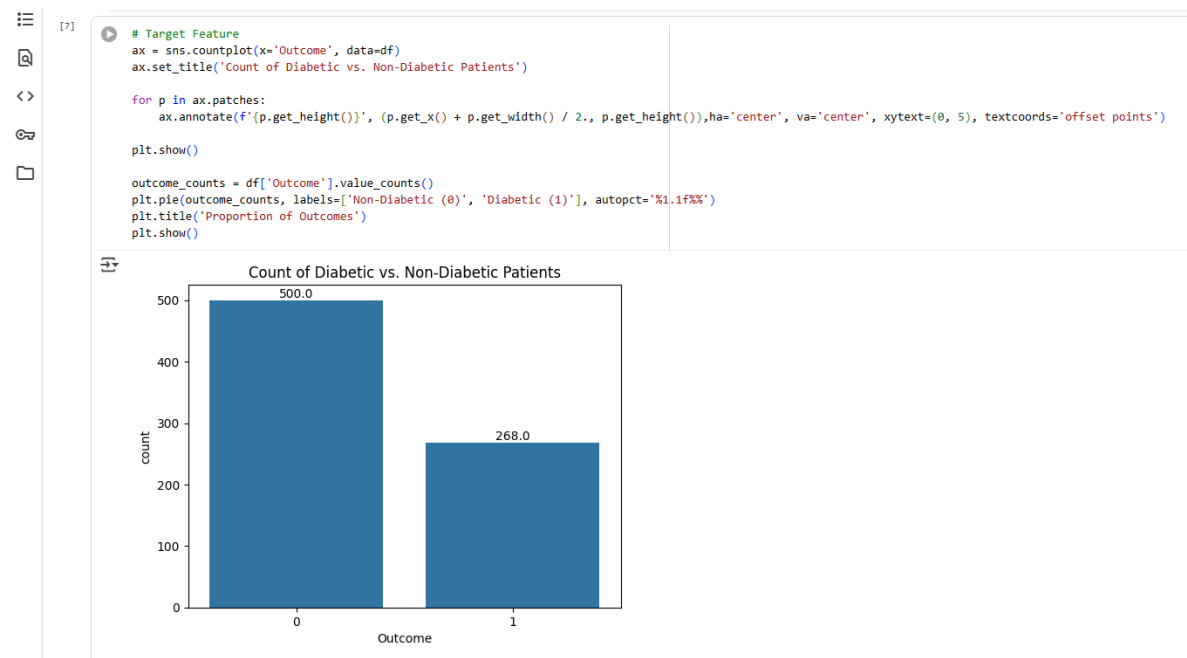 [7]
# Target Feature
ax = sns.countplot(x='Outcome', data=df)
ax.set_title('Count of Diabetic vs. Non-Diabetic Patients')
for p in ax.patches:
    ax.annotate(f'{p.get_height()}', (p.get_x() + p.get_width() / 2., p.get_height()),ha='center', va='center', xytext=(0, 5), textcoords='offset points')
plt.show()
outcome_counts = df['Outcome'].value_counts()
plt.pie(outcome_counts, labels=['Non-Diabetic (0)', 'Diabetic (1)'], autopct='%1.1f%%')
plt.title('Proportion of Outcomes')
plt.show()
Count of Diabetic vs. Non-Diabetic Patients
500.0
500
400
300
268.0
count
200
100
0
0
1
Outcome